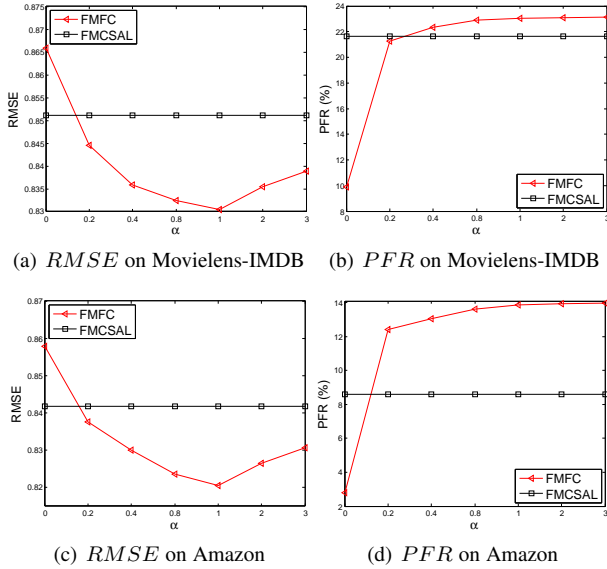 0.875
0.87
0.865
0.86
0.855
0.85
0.845
0.84
0.835
0.83
RMSE
FMFC
FMCSAL
0 0.2 0.4 0.8 1 2 3
α
(a) RMSE on Movielens-IMDB
24
22
20
18
16
14
12
10
8
PFR (%)
FMFC
FMCSAL
0 0.2 0.4 0.8 1 2 3
α
(b) PFR on Movielens-IMDB
0.87
0.86
0.85
0.84
0.83
0.82
RMSE
FMFC
FMCSAL
0 0.2 0.4 0.8 1 2 3
α
(c) RMSE on Amazon
14
12
10
8
6
4
2
PFR (%)
FMFC
FMCSAL
0 0.2 0.4 0.8 1 2 3
α
(d) PFR on Amazon